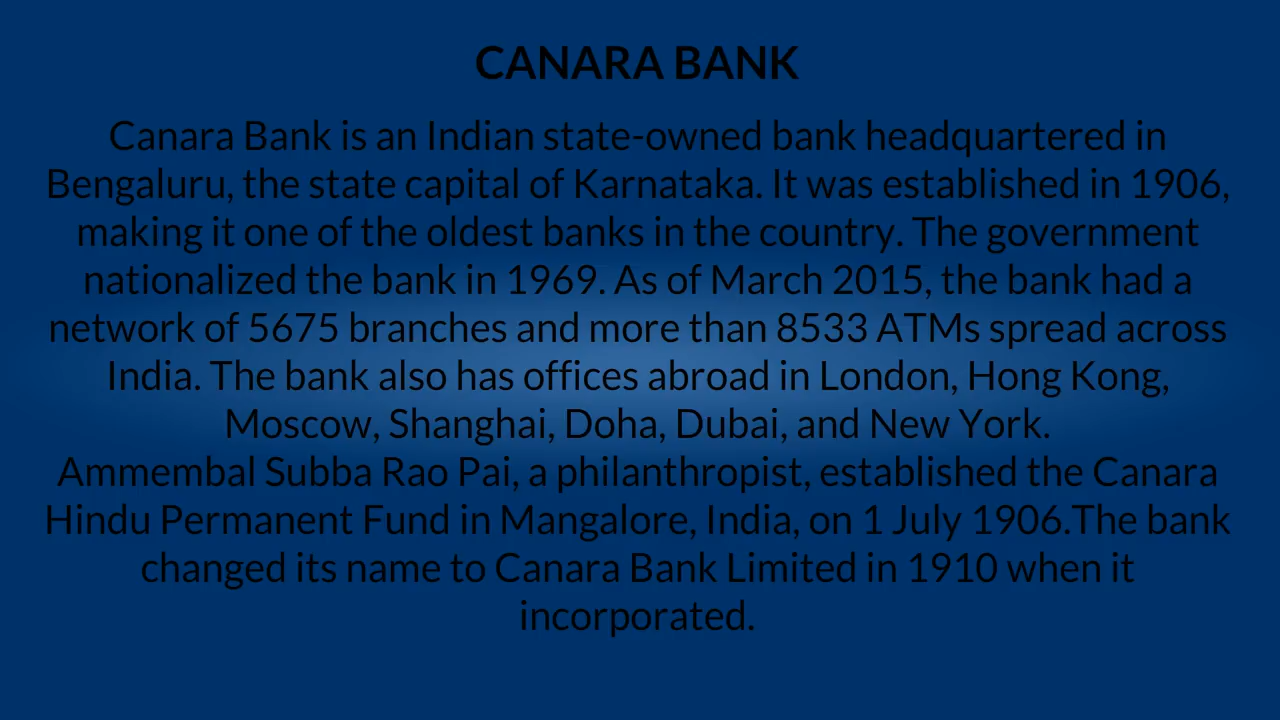 CANARA BANK
Canara Bank is an Indian state-owned bank headquartered in
Bengaluru, the state capital of Karnataka. It was established in 1906,
making it one of the oldest banks in the country. The government
nationalized the bank in 1969. As of March 2015, the bank had a
network of 5675 branches and more than 8533 ATMs spread across
India. The bank also has offices abroad in London, Hong Kong,
Moscow, Shanghai, Doha, Dubai, and New York.
Ammembal Subba Rao Pai, a philanthropist, established the Canara
Hindu Permanent Fund in Mangalore, India, on 1 July 1906.The bank
changed its name to Canara Bank Limited in 1910 when it
incorporated.